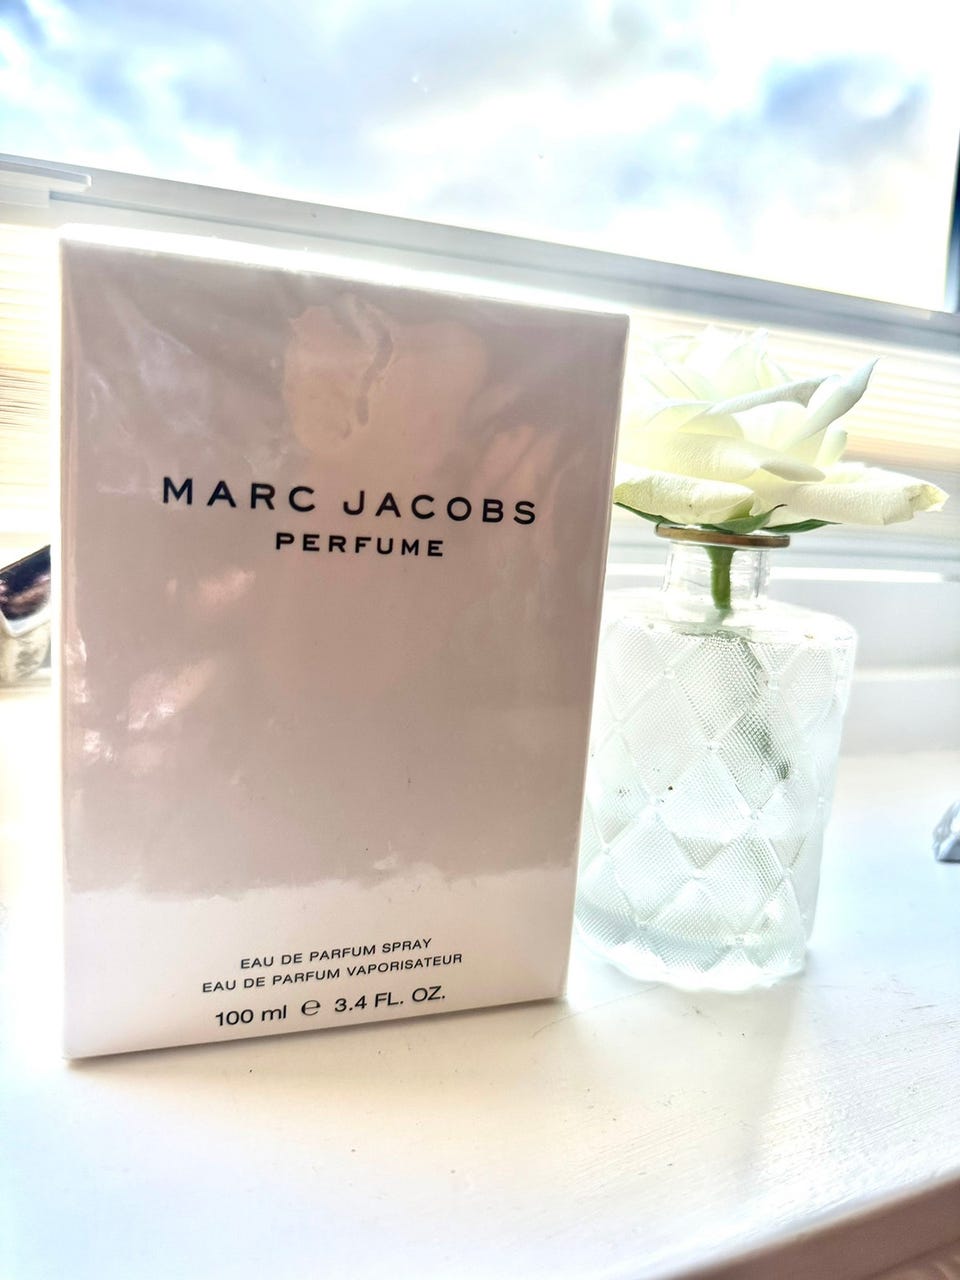 MARC JACOBS
PERFUME
EAU DE PARFUM SPRAY
EAU DE PARFUM VAPORISATEUR
100 ml ℮ 3.4 FL. OZ.